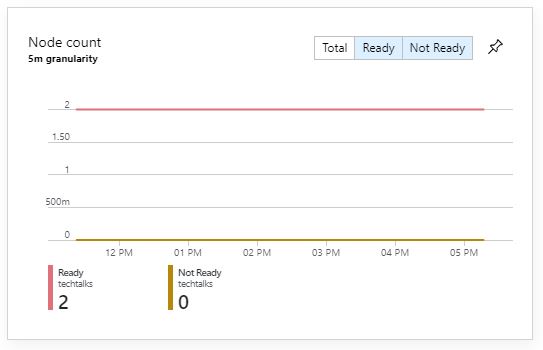 Node count
Total Ready Not Ready
5m granularity
2
1.50
1
500m
0
12 PM 01 PM 02 PM 03 PM 04 PM 05 PM
Ready
techtalks
2
Not Ready
techtalks
0